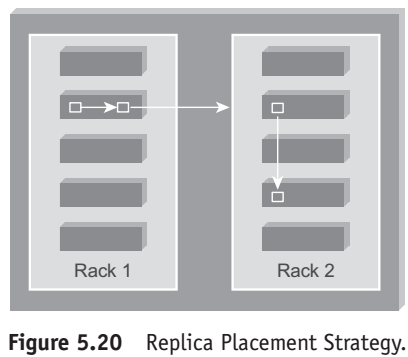 Rack 1
Rack 2
Figure 5.20 Replica Placement Strategy.